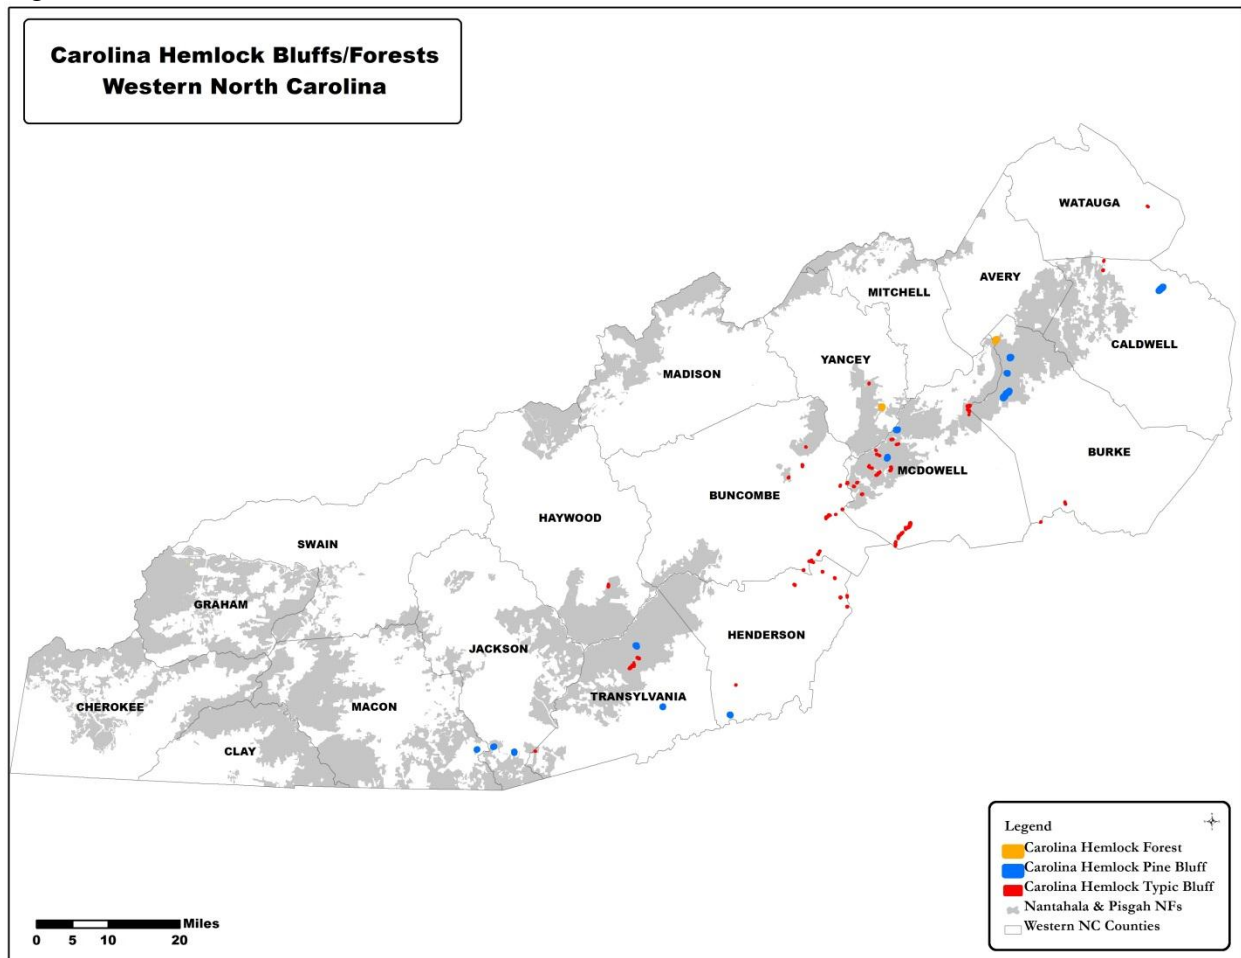 Carolina Hemlock Bluffs/Forests
Western North Carolina
WATAUGA
AVERY
MITCHELL
CALDWELL
YANCEY
MADISON
BURKE
MCDOWELL
BUNCOMBE
HAYWOOD
SWAIN
GRAHAM
HENDERSON
JACKSON
TRANSYLVANIA
CHEROKEE
MACON
CLAY
Legend
Carolina Hemlock Forest
Carolina Hemlock Pine Bluff
Carolina Hemlock Typic Bluff
Nantahala & Pisgah NFs
Western NC Counties
Miles
0 5 10 20